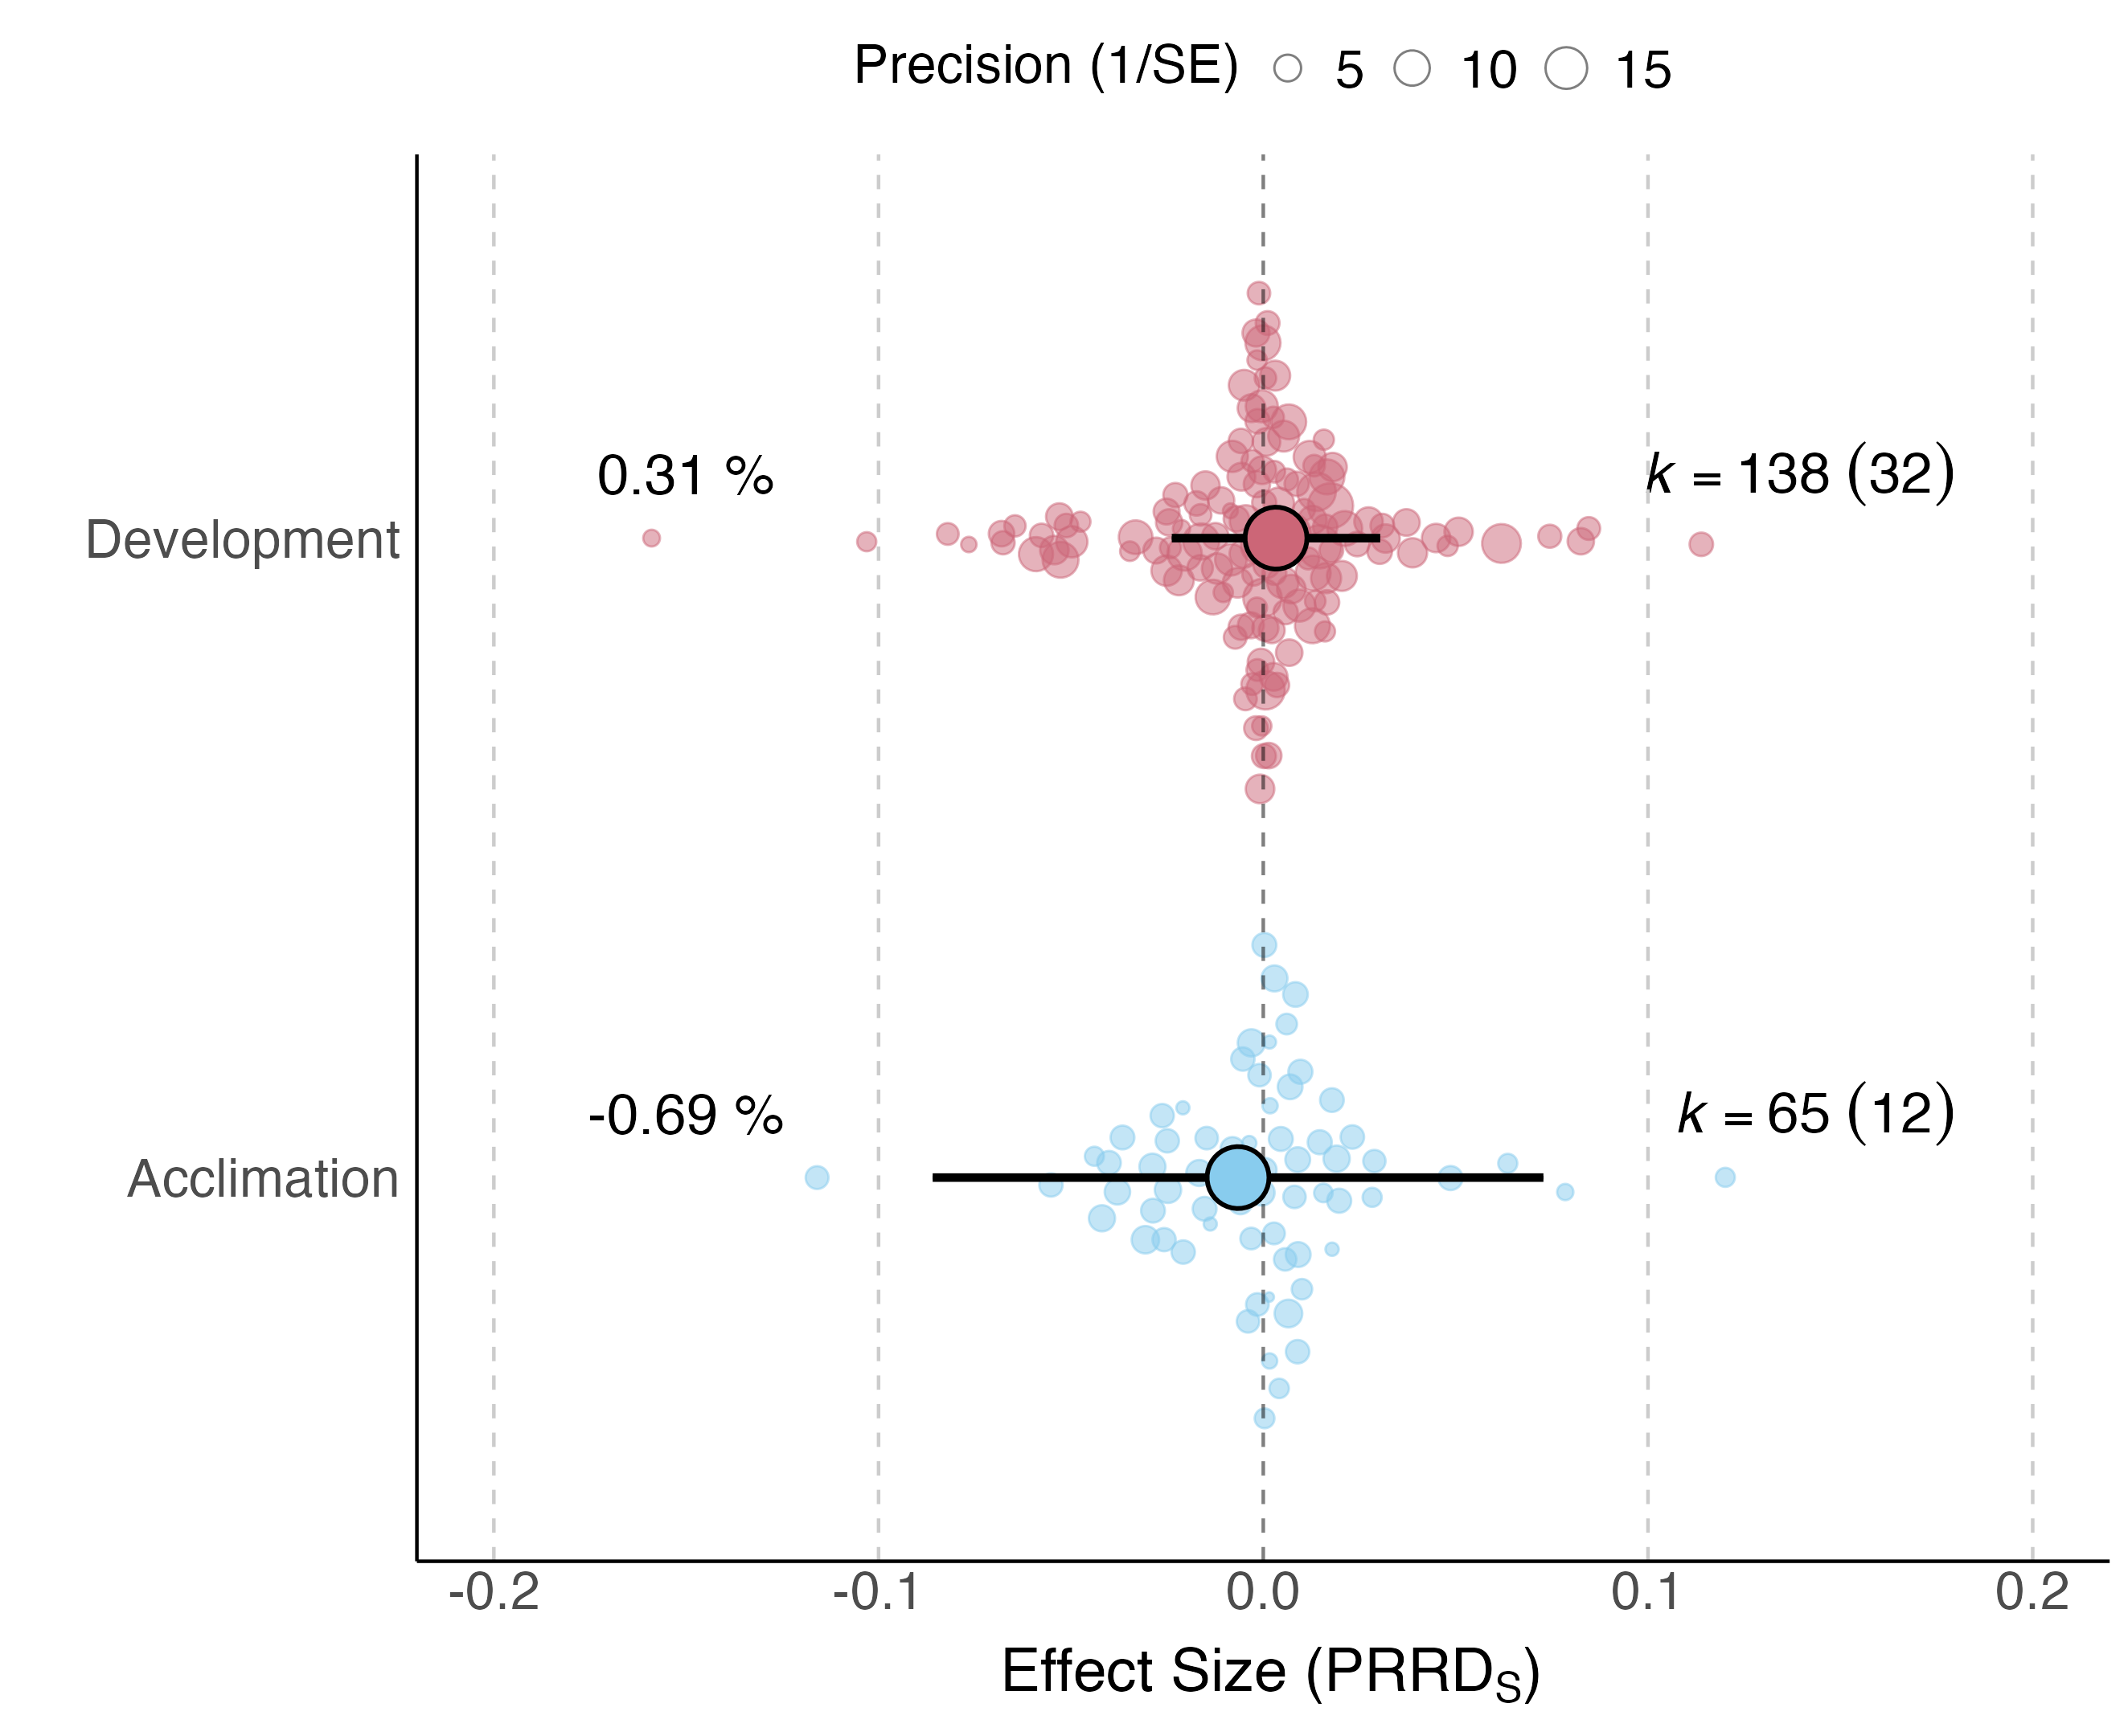 Precision (1/SE) 5 10 15
0.31 %
k = 138 (32)
Development
-0.69 %
k = 65 (12)
Acclimation
-0.2 -0.1 0.0 0.1 0.2
Effect Size (PRRD_S)